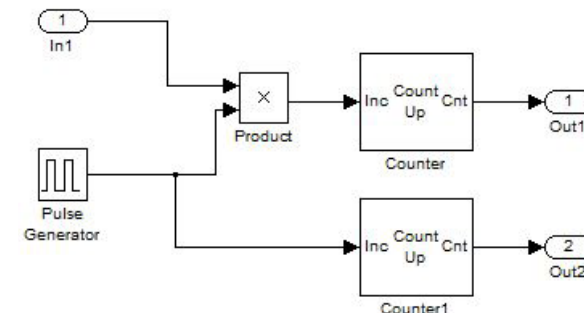 1
In1
×
Product
Inc Count Up Cnt
Counter
1
Out1
Pulse
Generator
Inc Count Up Cnt
Counter1
2
Out2